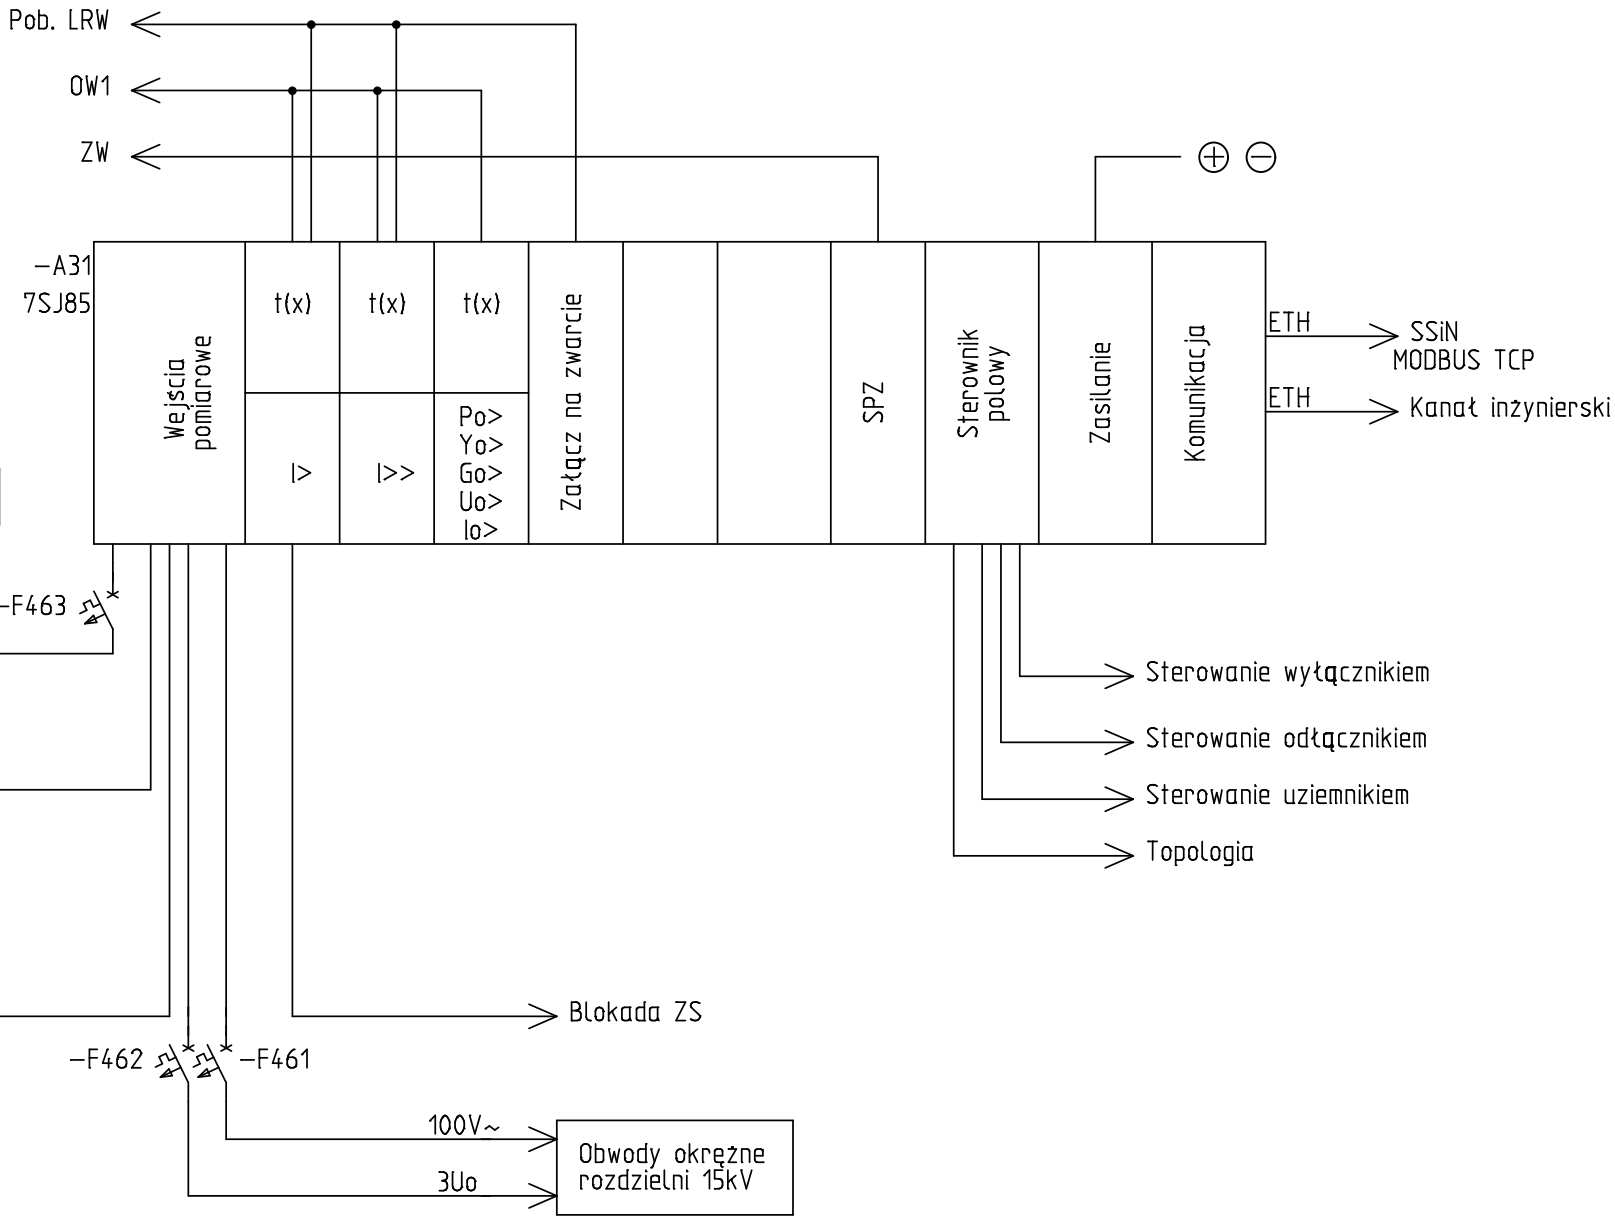 Pob. LRW
OW1
ZW
-A31
7SJ85
Wejścia
pomiarowe
t(x)
I>
t(x)
I>>
t(x)
Po>
Yo>
Go>
Uo>
Io>
Załącz na zwarcie
SPZ
Sterownik
polowy
Zasilanie
Komunikacja
ETH
SSiN
MODBUS TCP
ETH
Kanał inżynierski
-F463
Sterowanie wyłącznikiem
Sterowanie odłącznikiem
Sterowanie uziemnikiem
Topologia
Blokada ZS
-F462
-F461
100V~
3Uo
Obwody okrężne
rozdzielni 15kV